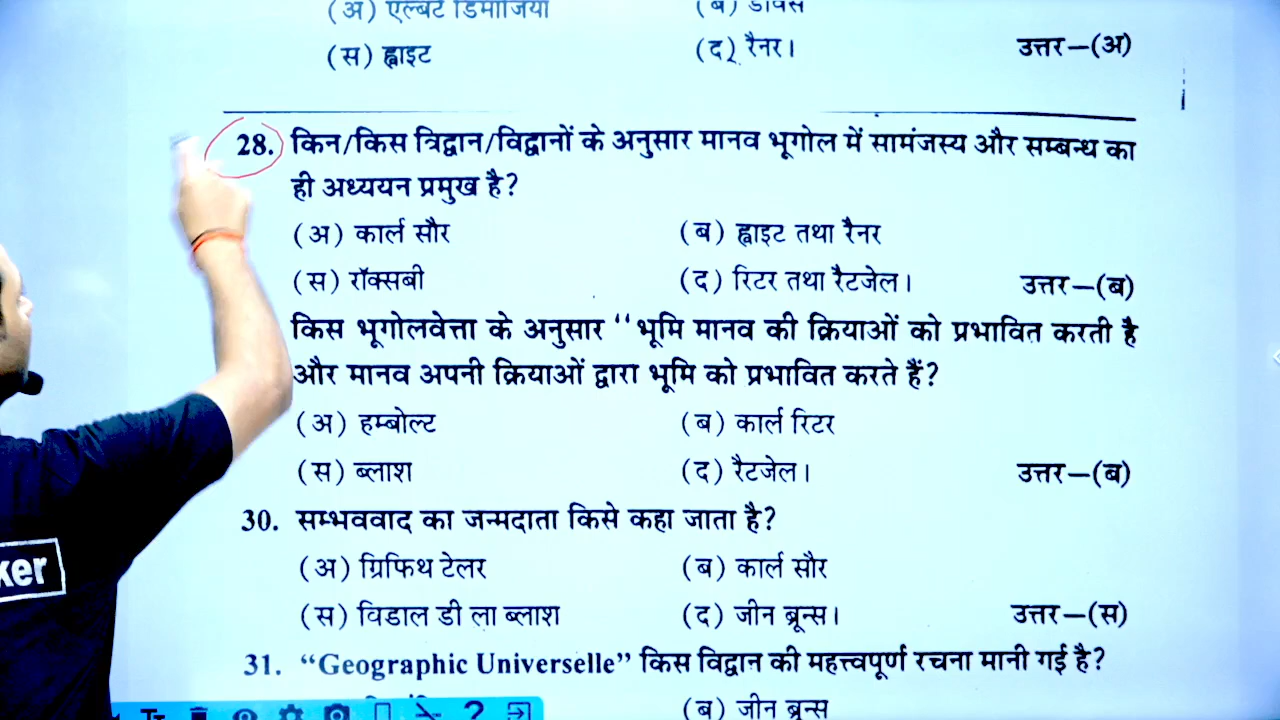 (अ) एल्बर्ट डिमांजियां (ब) डेविस
(स) ह्वाइट (द) रैनर। उत्तर–(अ)
28. किन/किस त्रिद्वान/विद्वानों के अनुसार मानव भूगोल में सामंजस्य और सम्बन्ध का
ही अध्ययन प्रमुख है?
(अ) कार्ल सौर (ब) ह्वाइट तथा रैनर
(स) रॉक्सबी (द) रिटर तथा रैटजेल। उत्तर–(ब)
किस भूगोलवेत्ता के अनुसार ‘‘भूमि मानव की क्रियाओं को प्रभावित करती है
और मानव अपनी क्रियाओं द्वारा भूमि को प्रभावित करते हैं?
(अ) हम्बोल्ट (ब) कार्ल रिटर
(स) ब्लाश (द) रैटजेल। उत्तर–(ब)
30. सम्भववाद का जन्मदाता किसे कहा जाता है?
(अ) ग्रिफिथ टेलर (ब) कार्ल सौर
(स) विडाल डी ला ब्लाश (द) जीन ब्रून्स। उत्तर–(स)
ker
31. “Geographic Universelle” किस विद्वान की महत्त्वपूर्ण रचना मानी गई है?
(ब) जीन ब्रून्स